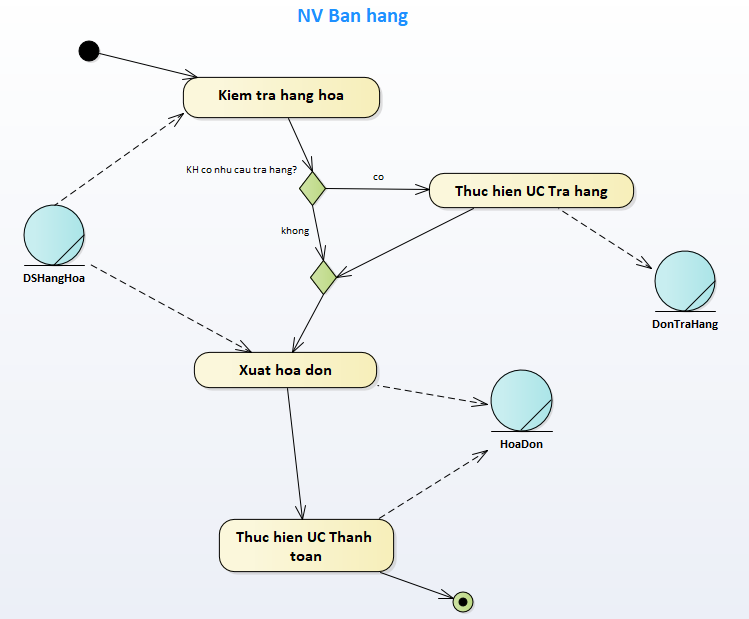 NV Ban hang
Kiem tra hang hoa
KH co nhu cau tra hang?
co
Thuc hien UC Tra hang
khong
DSHangHoa
DonTraHang
Xuat hoa don
HoaDon
Thuc hien UC Thanh
toan